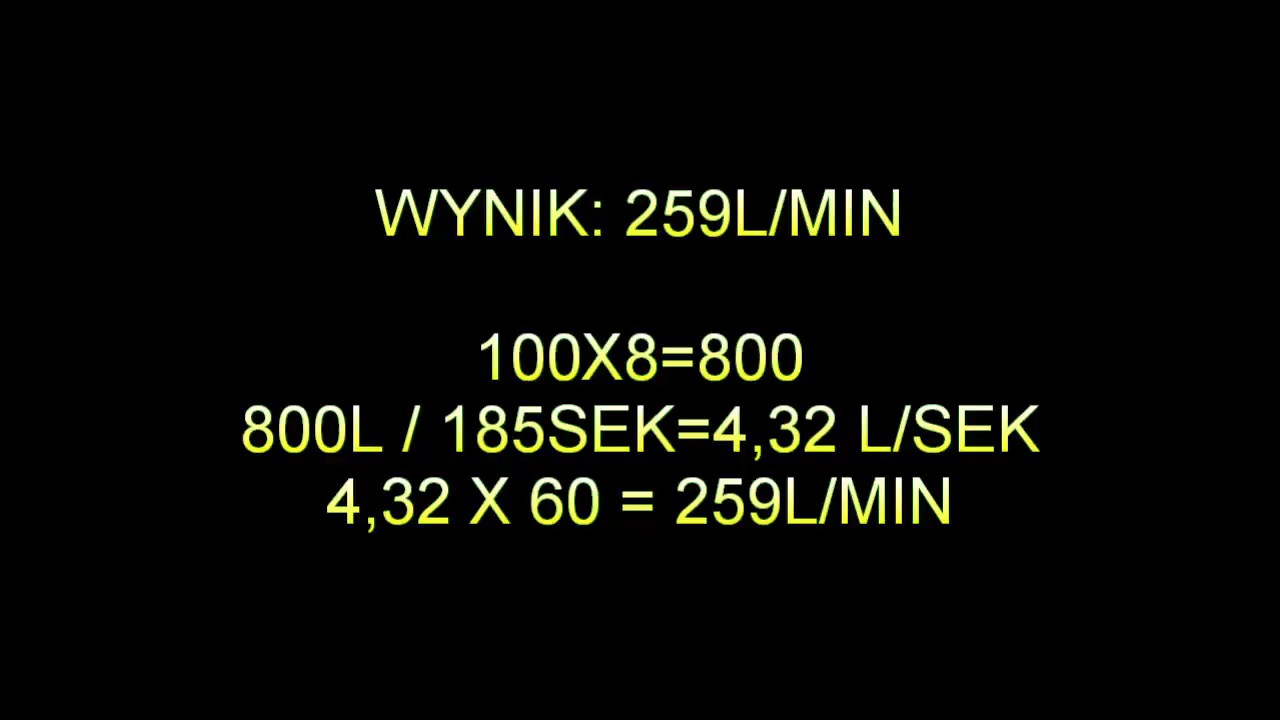 WYNIK: 259L/MIN
100X8=800
800L / 185SEK=4,32 L/SEK
4,32 X 60 = 259L/MIN